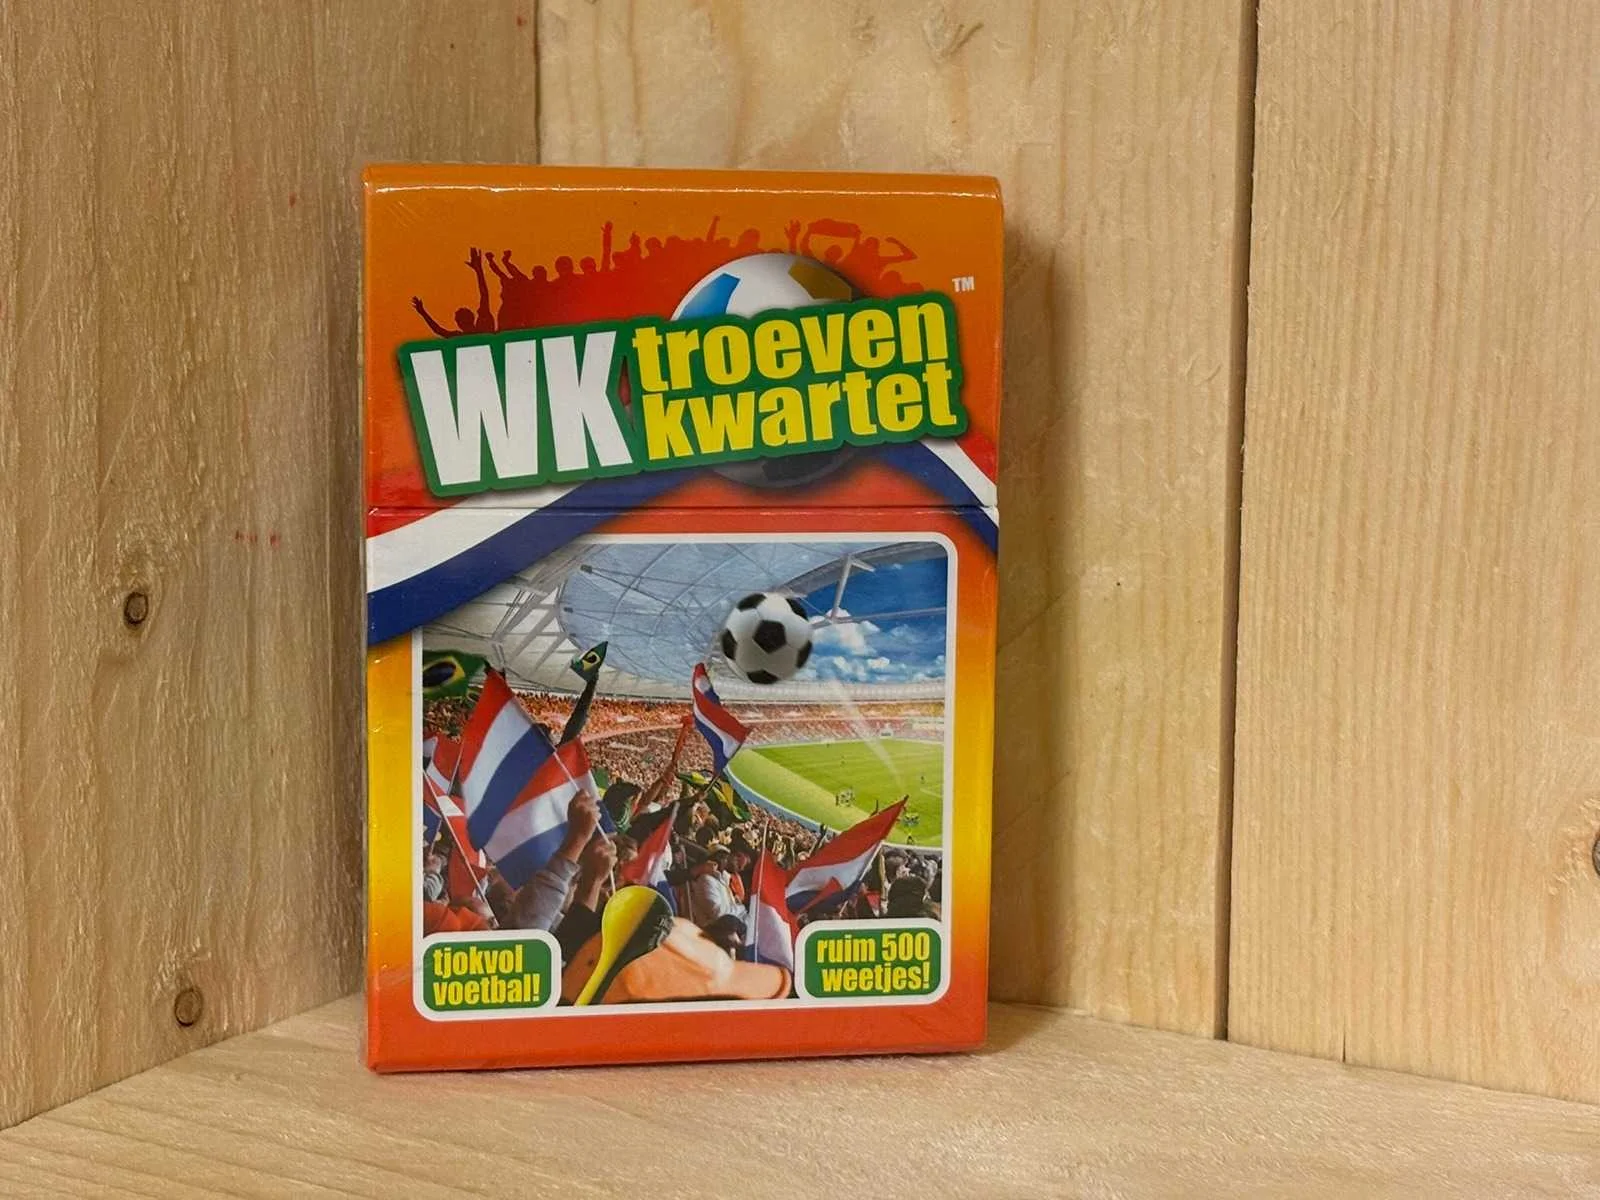 TM
WK troeven
kwartet
tjokvol
voetbal!
ruim 500
weetjes!